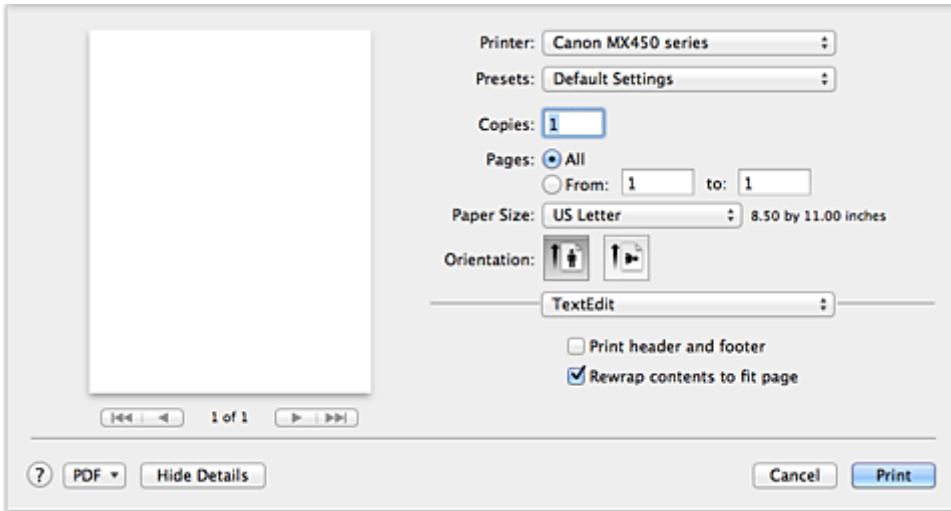 Printer: Canon MX450 series
Presets: Default Settings
Copies: 1
Pages: All
From: 1 to: 1
Paper Size: US Letter 8.50 by 11.00 inches
Orientation:
TextEdit
Print header and footer
Rewrap contents to fit page
1 of 1
? PDF Hide Details Cancel Print